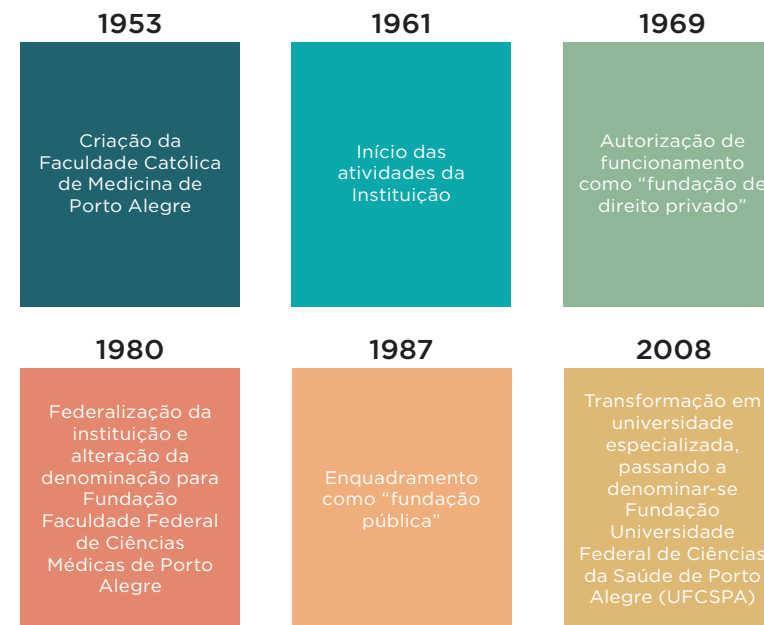 1953
Criação da
Faculdade Católica
de Medicina de
Porto Alegre
1961
Início das
atividades da
Instituição
1969
Autorização de
funcionamento
como “fundação de
direito privado”
1980
Federalização da
instituição e
alteração da
denominação para
Fundação
Faculdade Federal
de Ciências
Médicas de Porto
Alegre
1987
Enquadramento
como “fundação
pública”
2008
Transformação em
universidade
especializada,
passando a
denominar-se
Fundação
Universidade
Federal de Ciências
da Saúde de Porto
Alegre (UFCSPA)